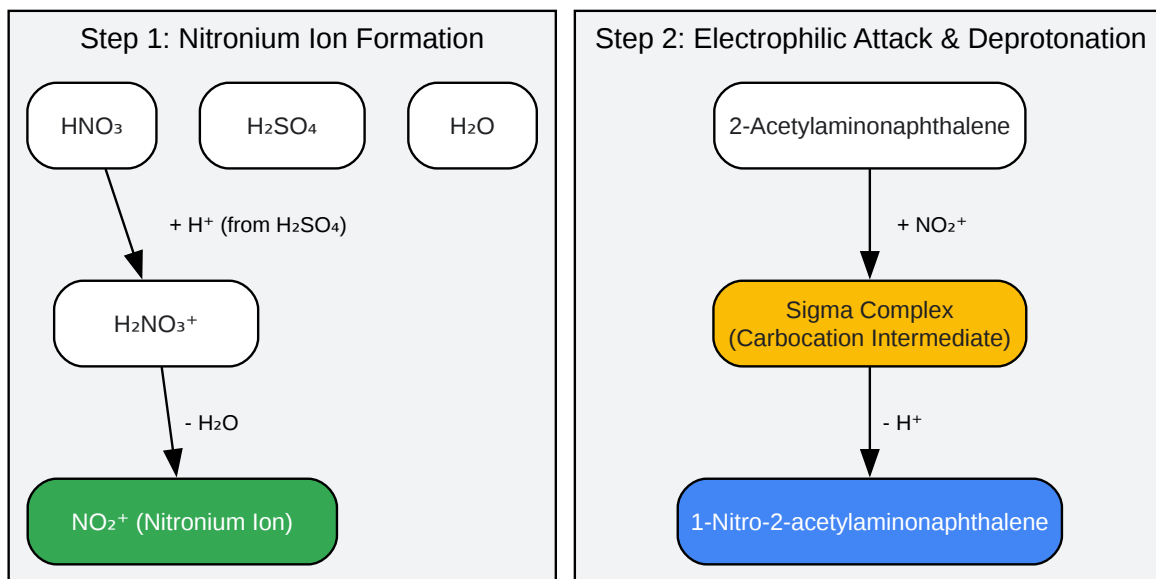 Step 1: Nitronium Ion Formation
HNO₃
H₂SO₄
H₂O
+ H⁺ (from H₂SO₄)
H₂NO₃⁺
- H₂O
NO₂⁺ (Nitronium Ion)
Step 2: Electrophilic Attack & Deprotonation
2-Acetylaminonaphthalene
+ NO₂⁺
Sigma Complex
(Carbocation Intermediate)
- H⁺
1-Nitro-2-acetylaminonaphthalene